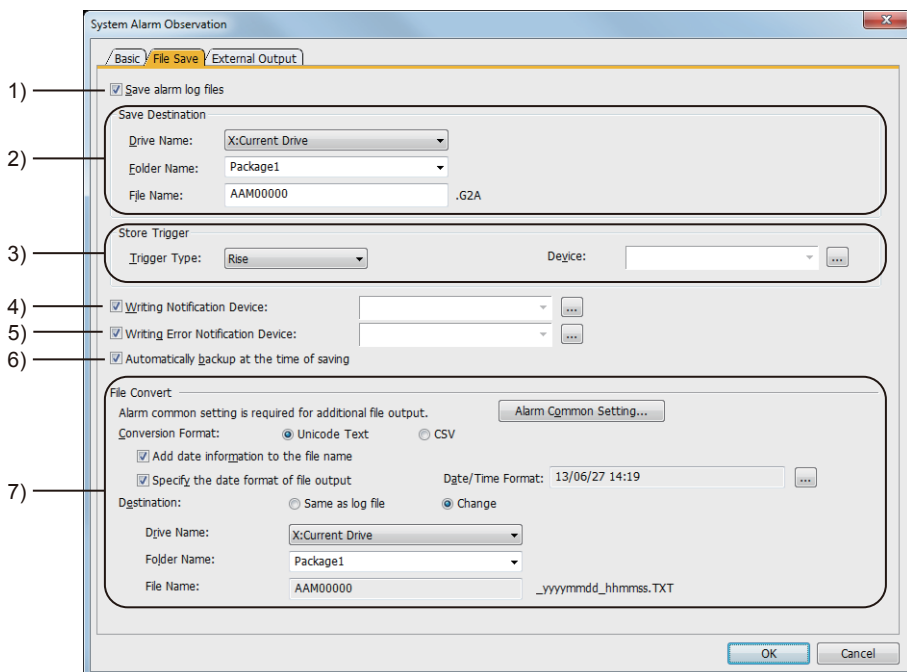 System Alarm Observation
Basic File Save External Output
1) Save alarm log files
Save Destination
2)
Drive Name: X:Current Drive
Folder Name: Package1
File Name: AAM00000 .G2A
Store Trigger
3) Trigger Type: Rise Device: ...
4) Writing Notification Device: ...
5) Writing Error Notification Device: ...
6) Automatically backup at the time of saving
File Convert
Alarm common setting is required for additional file output. Alarm Common Setting...
Conversion Format: Unicode Text CSV
Add date information to the file name
Specify the date format of file output Date/Time Format: 13/06/27 14:19 ...
7)
Destination: Same as log file Change
Drive Name: X:Current Drive
Folder Name: Package1
File Name: AAM00000 _yyyymmdd_hhmmss.TXT
OK Cancel